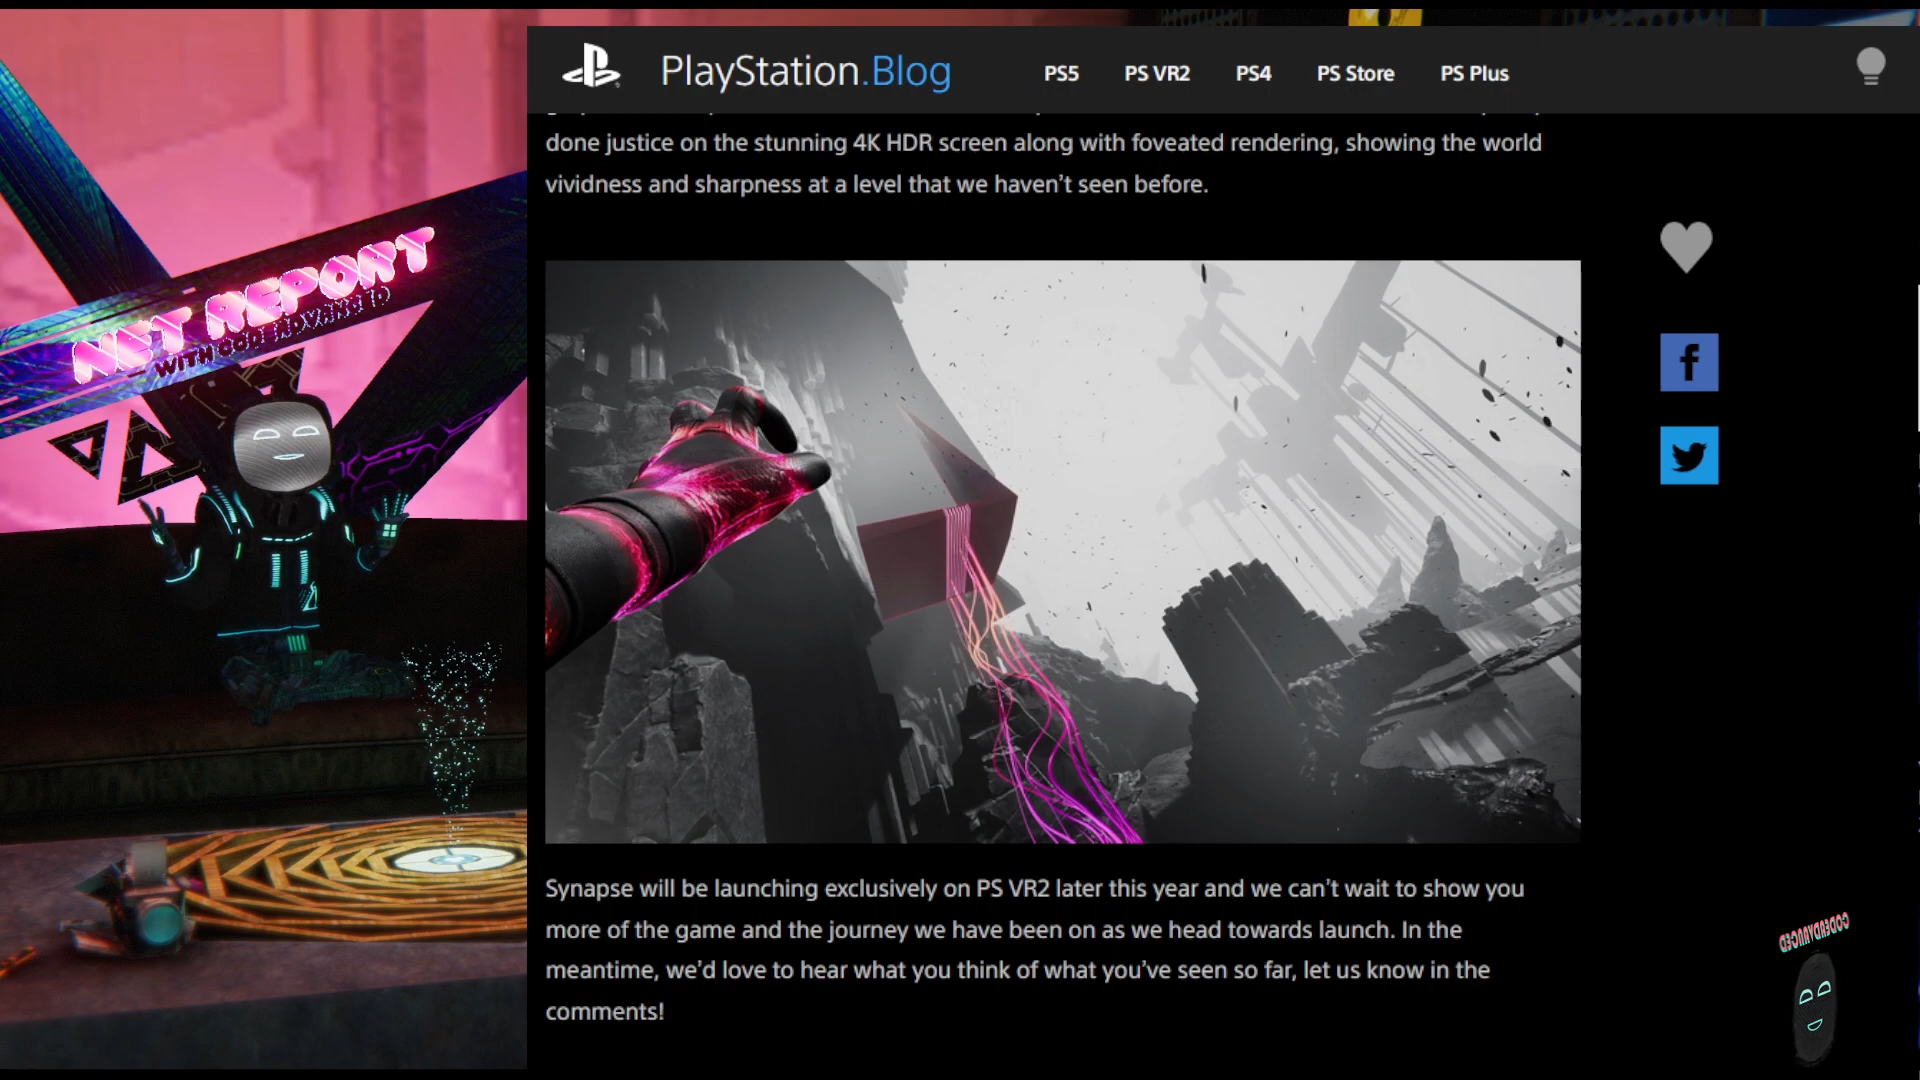 PlayStation.Blog
PS5 PS VR2 PS4 PS Store PS Plus
done justice on the stunning 4K HDR screen along with foveated rendering, showing the world
vividness and sharpness at a level that we haven’t seen before.
NET REPORT
WITH
Synapse will be launching exclusively on PS VR2 later this year and we can’t wait to show you
more of the game and the journey we have been on as we head towards launch. In the
meantime, we’d love to hear what you think of what you’ve seen so far, let us know in the
comments!
CODEADVANCED